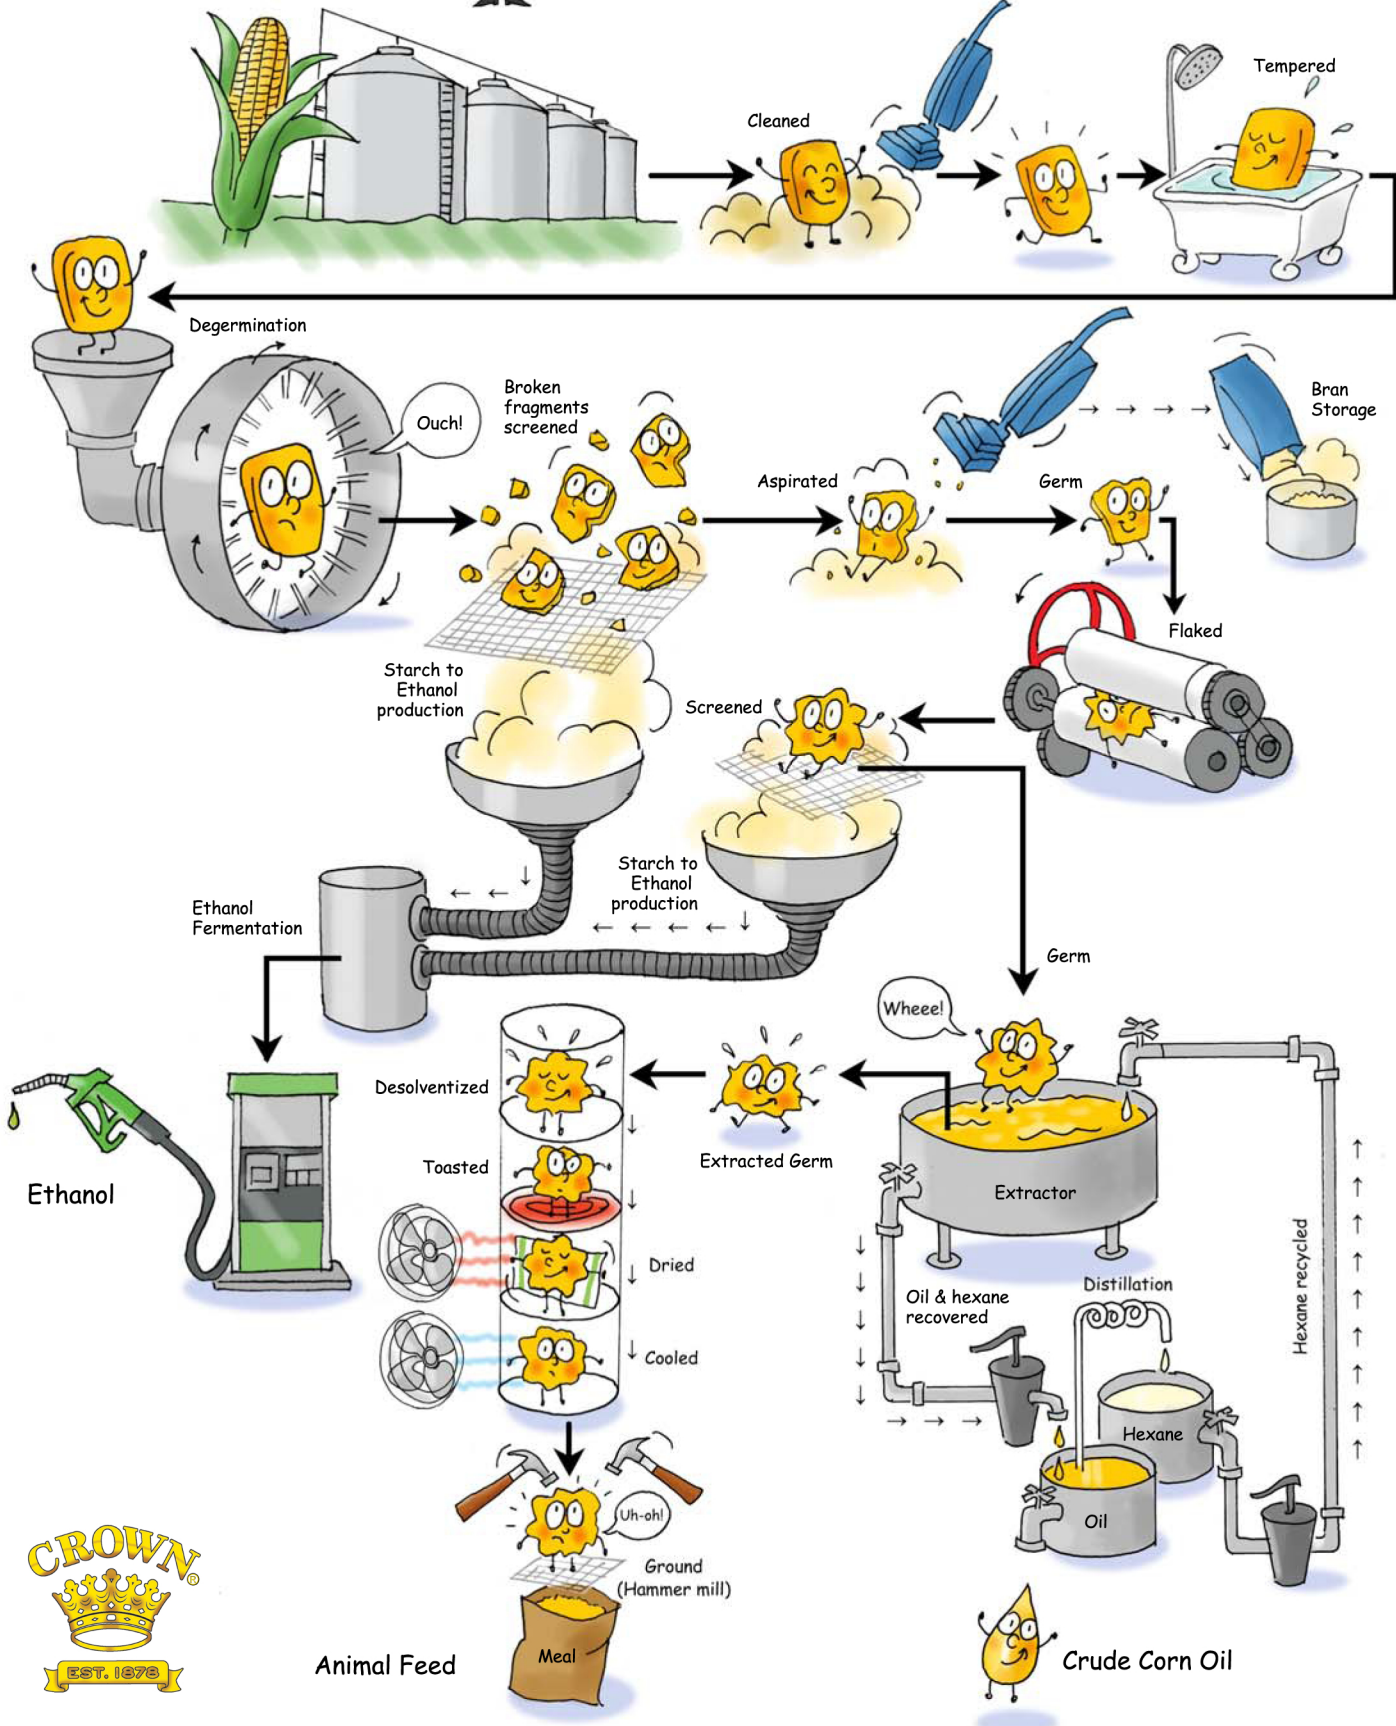 Tempered
Cleaned
Degermination
Ouch!
Broken
fragments
screened
Aspirated
Germ
Bran
Storage
Flaked
Starch to
Ethanol
production
Screened
Starch to
Ethanol
production
Ethanol
Fermentation
Germ
Wheee!
Desolventized
Extracted Germ
Toasted
Ethanol
Extractor
Dried
Hexane recycled
Distillation
Oil & hexane
recovered
Cooled
Hexane
Uh-oh!
Oil
Ground
(Hammer mill)
CROWN®
EST. 1878
Meal
Animal Feed
Crude Corn Oil